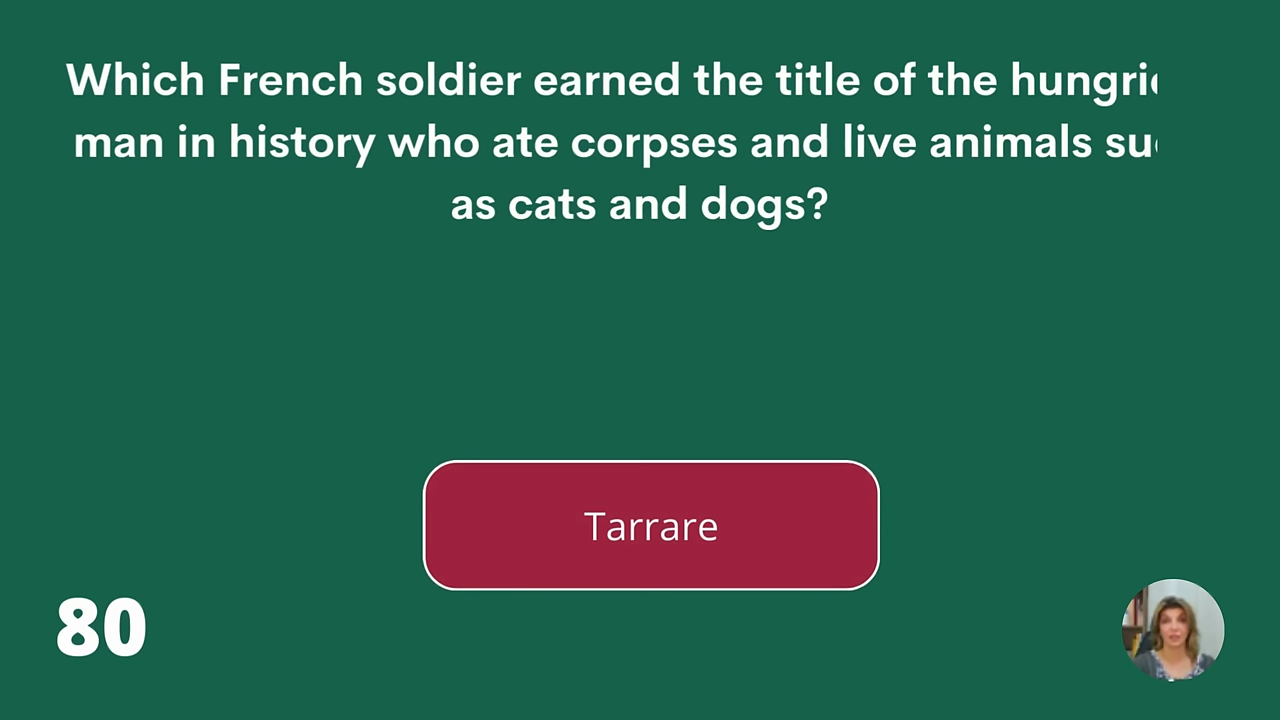 Which French soldier earned the title of the hungri
man in history who ate corpses and live animals su
as cats and dogs?
Tarrare
80